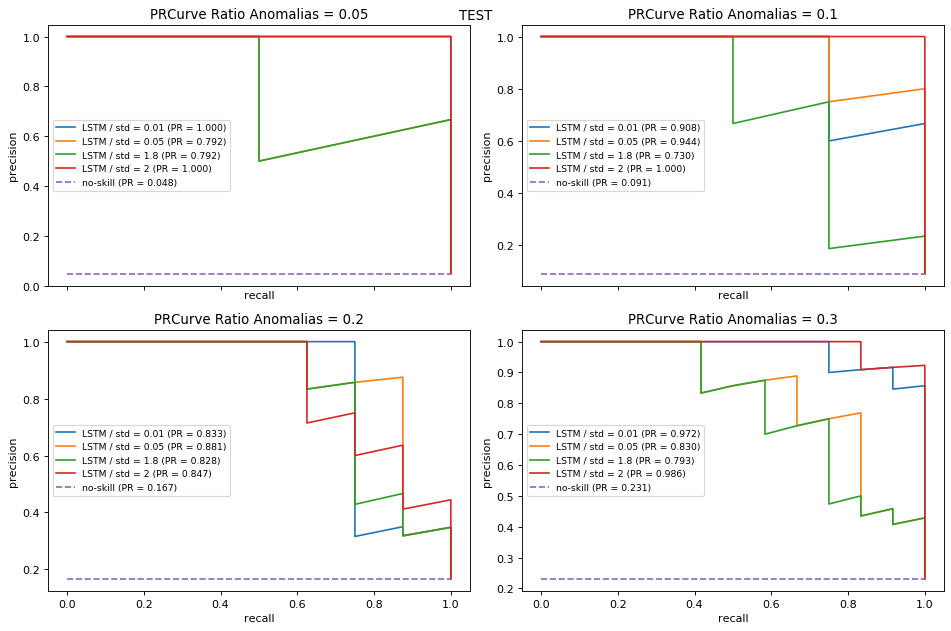 TEST
PRCurve Ratio Anomalias = 0.05
precision
1.0
0.8
0.6
0.4
0.2
0.0
LSTM / std = 0.01 (PR = 1.000)
LSTM / std = 0.05 (PR = 0.792)
LSTM / std = 1.8 (PR = 0.792)
LSTM / std = 2 (PR = 1.000)
no-skill (PR = 0.048)
recall
PRCurve Ratio Anomalias = 0.1
precision
1.0
0.8
0.6
0.4
0.2
LSTM / std = 0.01 (PR = 0.908)
LSTM / std = 0.05 (PR = 0.944)
LSTM / std = 1.8 (PR = 0.730)
LSTM / std = 2 (PR = 1.000)
no-skill (PR = 0.091)
recall
PRCurve Ratio Anomalias = 0.2
precision
1.0
0.8
0.6
0.4
0.2
LSTM / std = 0.01 (PR = 0.833)
LSTM / std = 0.05 (PR = 0.881)
LSTM / std = 1.8 (PR = 0.828)
LSTM / std = 2 (PR = 0.847)
no-skill (PR = 0.167)
0.0 0.2 0.4 0.6 0.8 1.0
recall
PRCurve Ratio Anomalias = 0.3
precision
1.0
0.9
0.8
0.7
0.6
0.5
0.4
0.3
0.2
LSTM / std = 0.01 (PR = 0.972)
LSTM / std = 0.05 (PR = 0.830)
LSTM / std = 1.8 (PR = 0.793)
LSTM / std = 2 (PR = 0.986)
no-skill (PR = 0.231)
0.0 0.2 0.4 0.6 0.8 1.0
recall